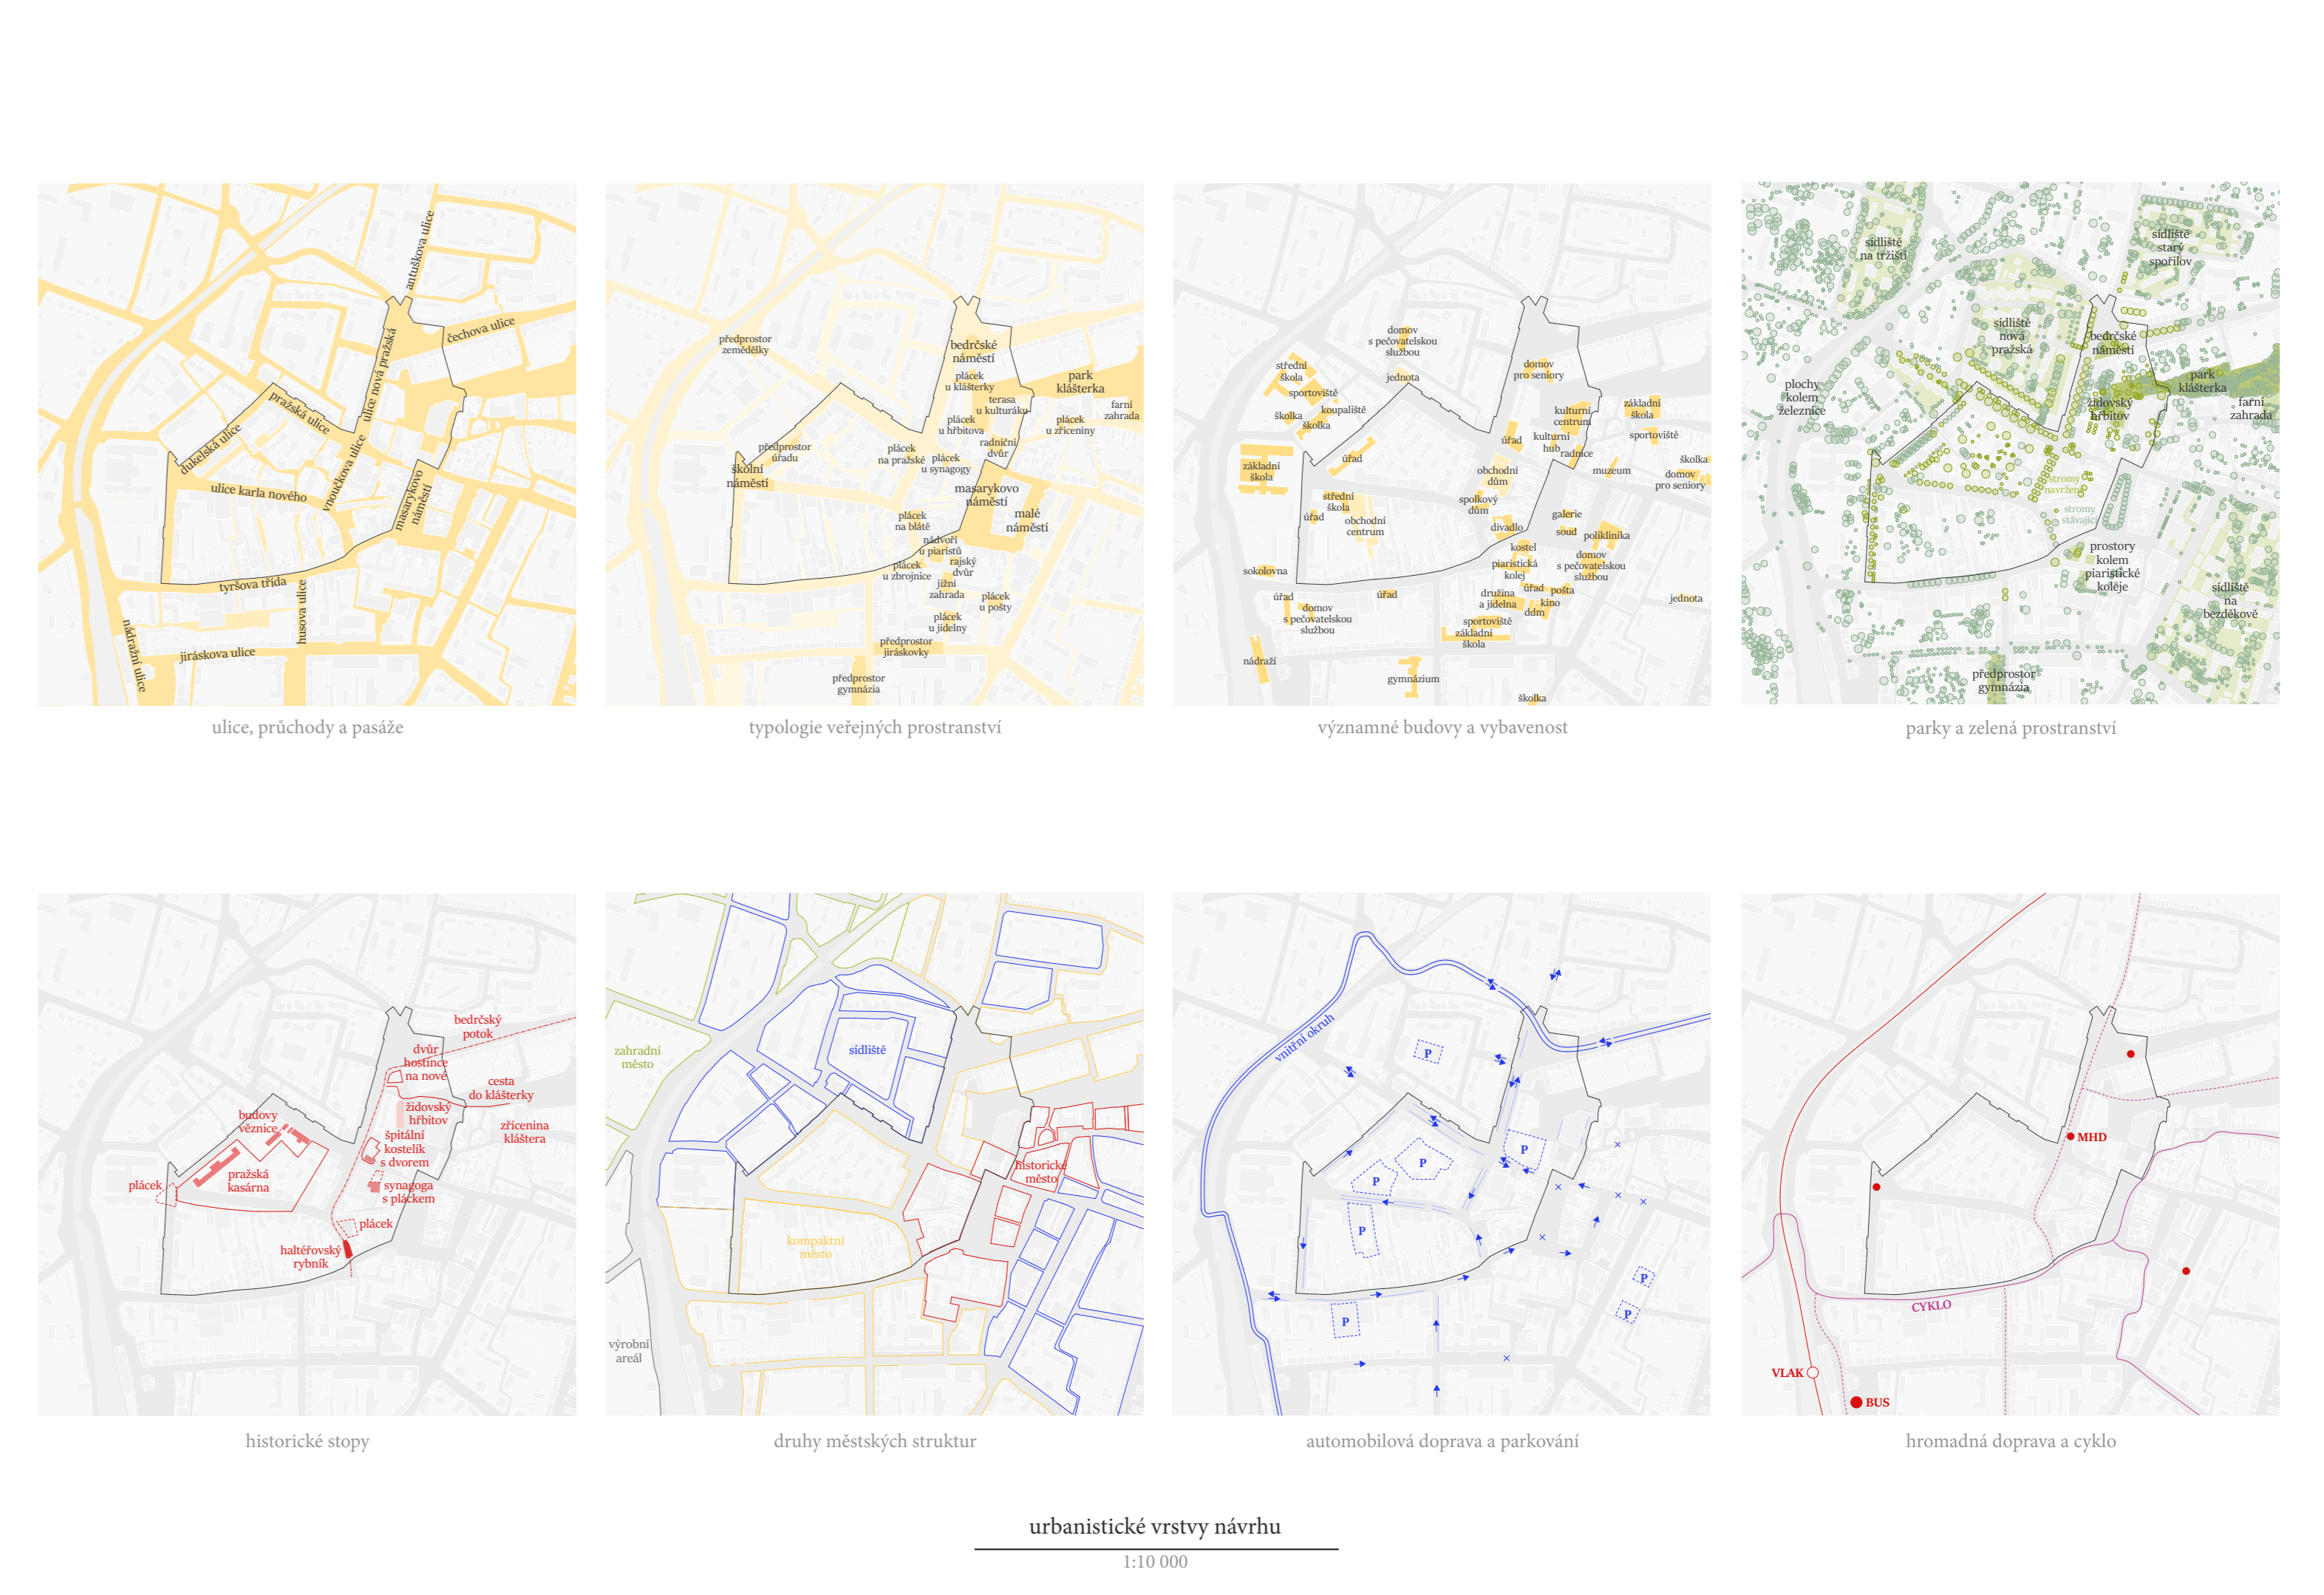 antuškova ulice
čechova ulice
ulice nová pražská
pražská ulice
dukelská ulice
vnoučkova ulice
ulice karla nového
masarykovo
náměstí
tyršova třída
husova ulice
nádražní ulice
jiráskova ulice
ulice, průchody a pasáže
předprostor
zemědělky
bedrčské
náměstí
plácek
u klášterky
park
klášterka
terasa
u kulturáku
farní
zahrada
plácek
u hřbitova
plácek
u zříceniny
předprostor
úřadu
plácek
na pražské
radniční
dvůr
plácek
u synagogy
školní
náměstí
masarykovo
náměstí
malé
náměstí
plácek
na blátě
nádvoří
u piaristů
rajský
dvůr
plácek
u zbrojnice
jižní
zahrada
plácek
u pošty
plácek
u jídelny
předprostor
jiráskovky
předprostor
gymnázia
typologie veřejných prostranství
domov
s pečovatelskou
službou
střední
škola
jednota
domov
pro seniory
sportoviště
školka
koupaliště
školka
kulturní
centrum
základní
škola
úřad
kulturní
hub
radnice
sportoviště
základní
škola
úřad
obchodní
dům
muzeum
školka
domov
pro seniory
střední
škola
úřad
obchodní
centrum
spolkový
dům
divadlo
galerie
soud
poliklinika
kostel
sokolovna
piaristická
kolej
domov
s pečovatelskou
službou
úřad
domov
s pečovatelskou
službou
úřad
družina
a jídelna
úřad
pošta
kino
ddm
jednota
sportoviště
základní
škola
nádraží
gymnázium
školka
významné budovy a vybavenost
sídliště
na tržišti
sídliště
starý
spořilov
sídliště
nová
pražská
bedrčské
náměstí
plochy
kolem
železnice
park
klášterka
židovský
hřbitov
farní
zahrada
stromy
navržené
stromy
stávající
prostory
kolem
piaristické
koleje
sídliště
na
bezděkově
předprostor
gymnázia
parky a zelená prostranství
bedrčský
potok
dvůr
hostince
na nové
cesta
do klášterky
budovy
věznice
židovský
hřbitov
zřícenina
kláštera
špitální
kostelík
s dvorem
pražská
kasárna
plácek
synagoga
s pláckem
plácek
haltéřovský
rybník
historické stopy
zahradní
město
sídliště
historické
město
kompaktní
město
výrobní
areál
druhy městských struktur
vnitřní okruh
P
P
P
P
P
P
P
P
automobilová doprava a parkování
MHD
CYKLO
VLAK
BUS
hromadná doprava a cyklo
urbanistické vrstvy návrhu
1:10 000